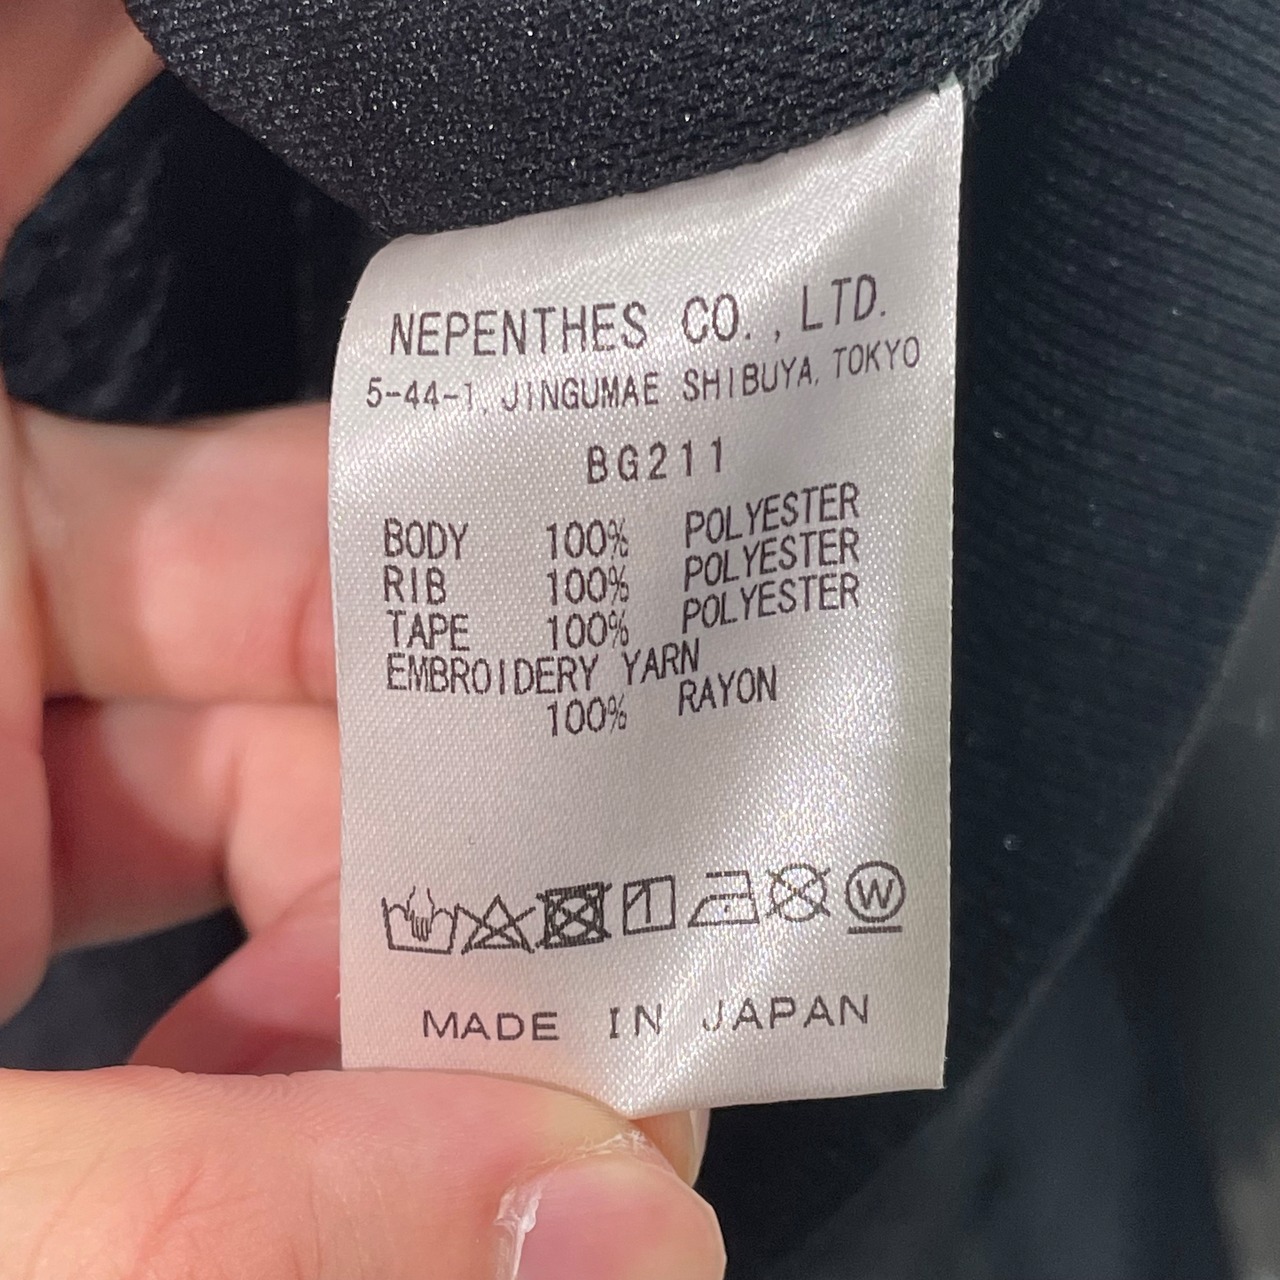 NEPENTHES CO.,LTD.
5-44-1, JINGUMAE SHIBUYA, TOKYO
BG211
BODY 100% POLYESTER
RIB 100% POLYESTER
TAPE 100% POLYESTER
EMBROIDERY YARN
100% RAYON
W
MADE IN JAPAN